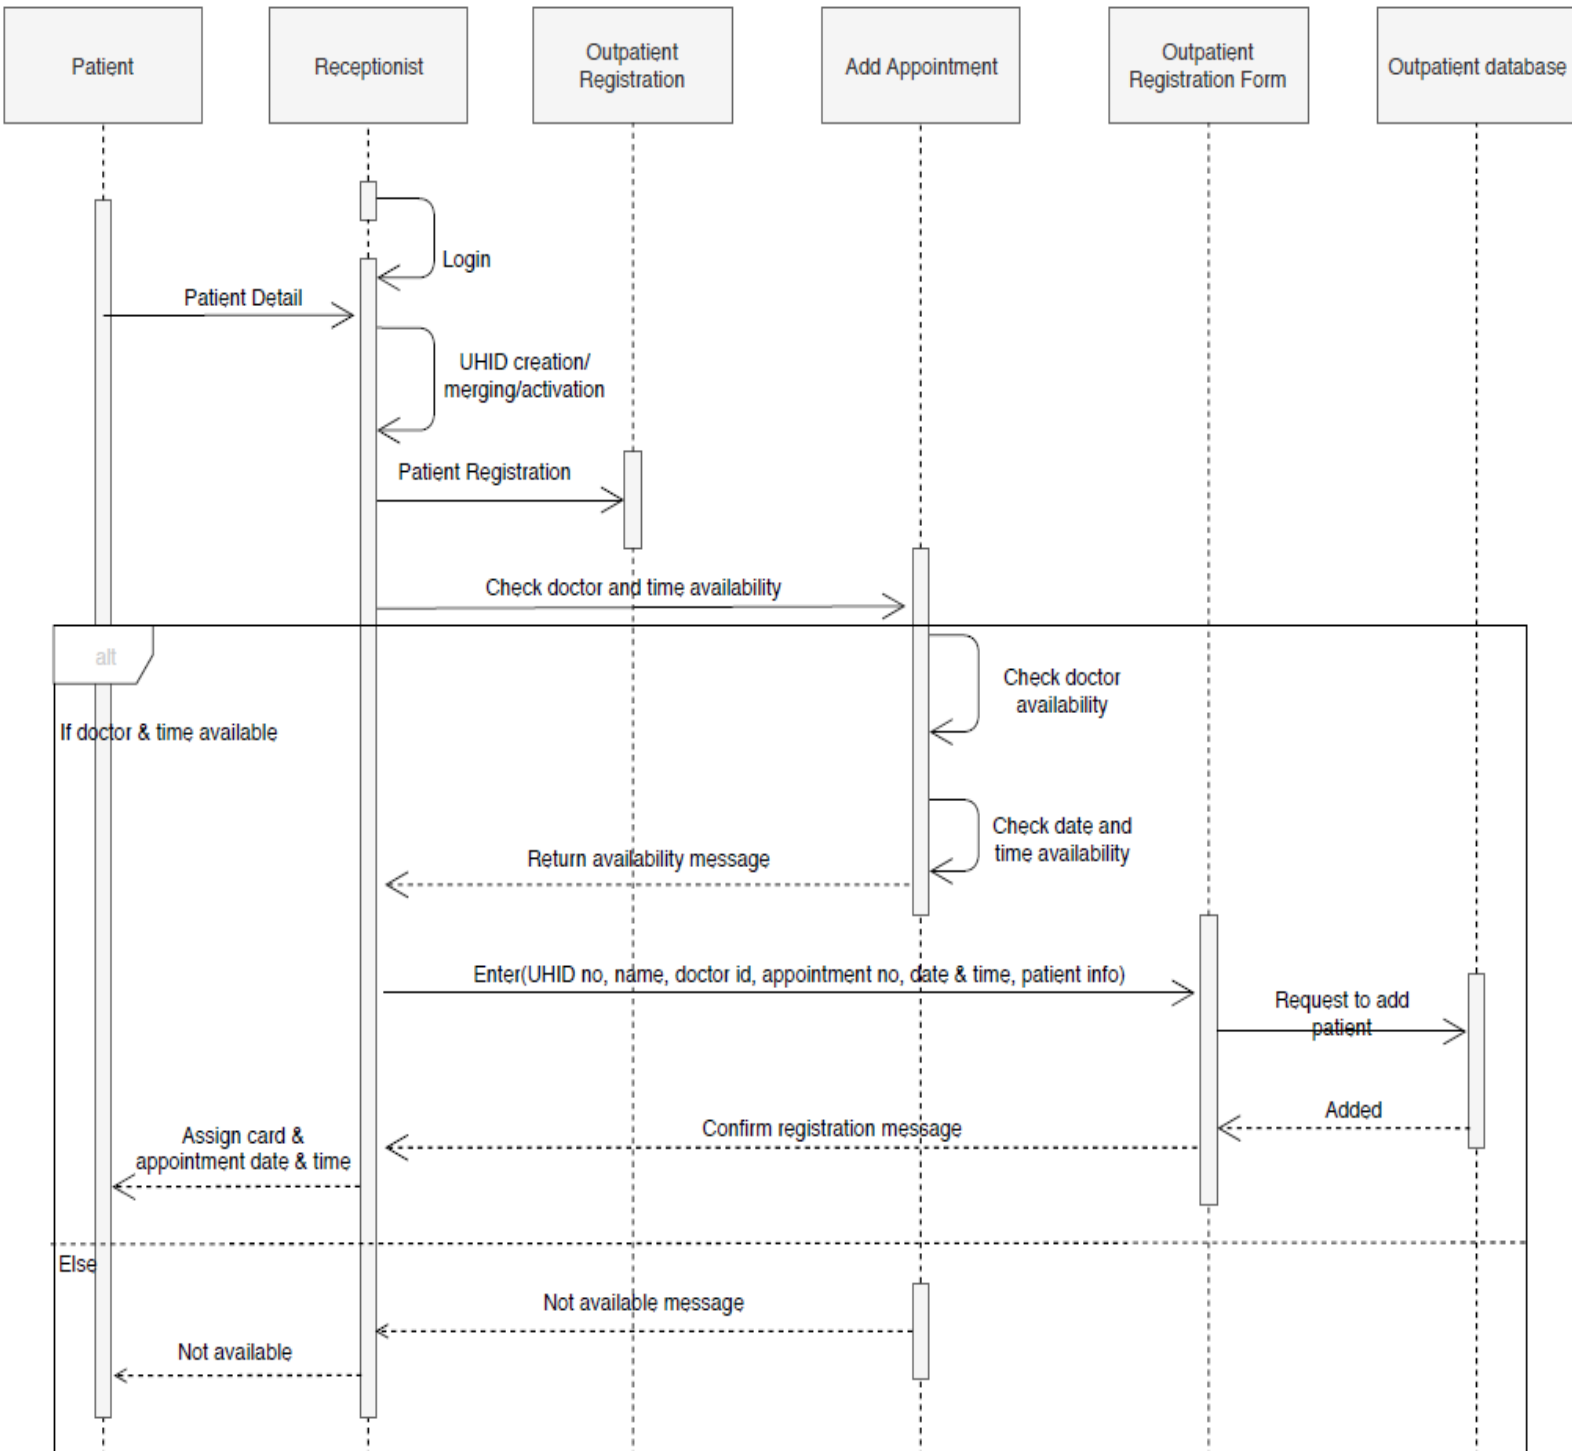 Patient
Receptionist
Outpatient
Registration
Add Appointment
Outpatient
Registration Form
Outpatient database
Login
Patient Detail
UHID creation/
merging/activation
Patient Registration
Check doctor and time availability
alt
Check doctor
availability
If doctor & time available
Check date and
time availability
Return availability message
Enter(UHID no, name, doctor id, appointment no, date & time, patient info)
Request to add
patient
Added
Confirm registration message
Assign card &
appointment date & time
Else
Not available message
Not available